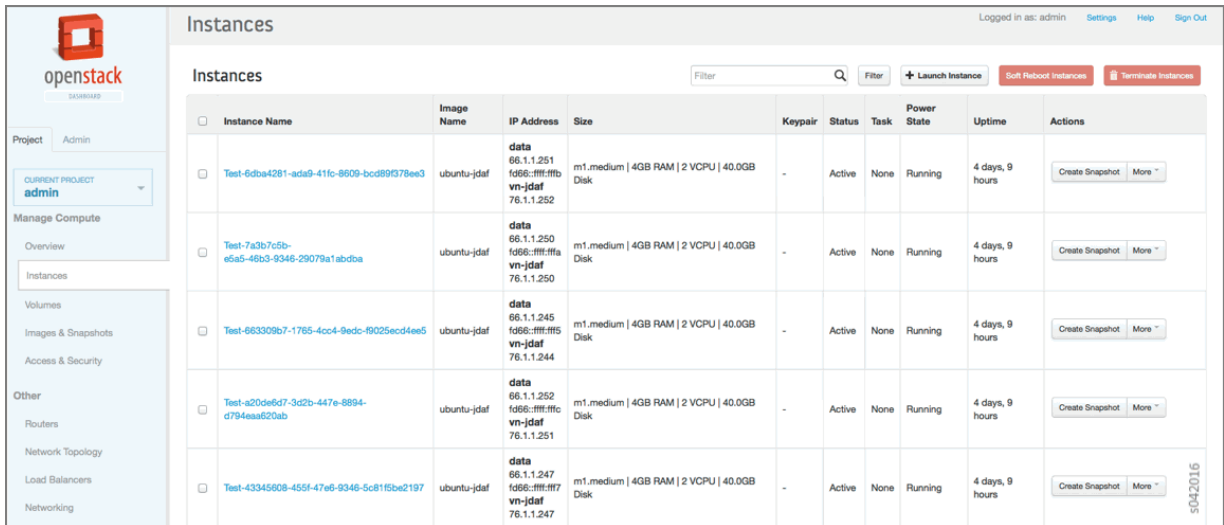 Instances
Logged in as: admin Settings Help Sign Out
openstack
DASHBOARD
Project Admin
CURRENT PROJECT
admin
Manage Compute
Overview
Instances
Volumes
Images & Snapshots
Access & Security
Other
Routers
Network Topology
Load Balancers
Networking
Instances
Filter Filter + Launch Instance Soft Reboot Instances Terminate Instances
Instance Name Image Name IP Address Size Keypair Status Task Power State Uptime Actions
Test-6dba4281-ada9-41fc-8609-bcd89f378ee3 ubuntu-jdaf
data
66.1.1.251
fd66::ffff:fffb
vn-jdaf
76.1.1.252
m1.medium | 4GB RAM | 2 VCPU | 40.0GB
Disk
- Active None Running
4 days, 9
hours
Create Snapshot More
Test-7a3b7c5b-
e5a5-46b3-9346-29079a1abdba
ubuntu-jdaf
data
66.1.1.250
fd66::ffff:fffa
vn-jdaf
76.1.1.250
m1.medium | 4GB RAM | 2 VCPU | 40.0GB
Disk
- Active None Running
4 days, 9
hours
Create Snapshot More
Test-663309b7-1765-4cc4-9edc-f9025ecd4ee5 ubuntu-jdaf
data
66.1.1.245
fd66::ffff:fff5
vn-jdaf
76.1.1.244
m1.medium | 4GB RAM | 2 VCPU | 40.0GB
Disk
- Active None Running
4 days, 9
hours
Create Snapshot More
Test-a20de6d7-3d2b-447e-8894-
d794eaa620ab
ubuntu-jdaf
data
66.1.1.252
fd66::ffff:fffc
vn-jdaf
76.1.1.251
m1.medium | 4GB RAM | 2 VCPU | 40.0GB
Disk
- Active None Running
4 days, 9
hours
Create Snapshot More
Test-43345608-455f-47e6-9346-5c81f5be2197 ubuntu-jdaf
data
66.1.1.247
fd66::ffff:fff7
vn-jdaf
76.1.1.247
m1.medium | 4GB RAM | 2 VCPU | 40.0GB
Disk
- Active None Running
4 days, 9
hours
Create Snapshot More
s042016